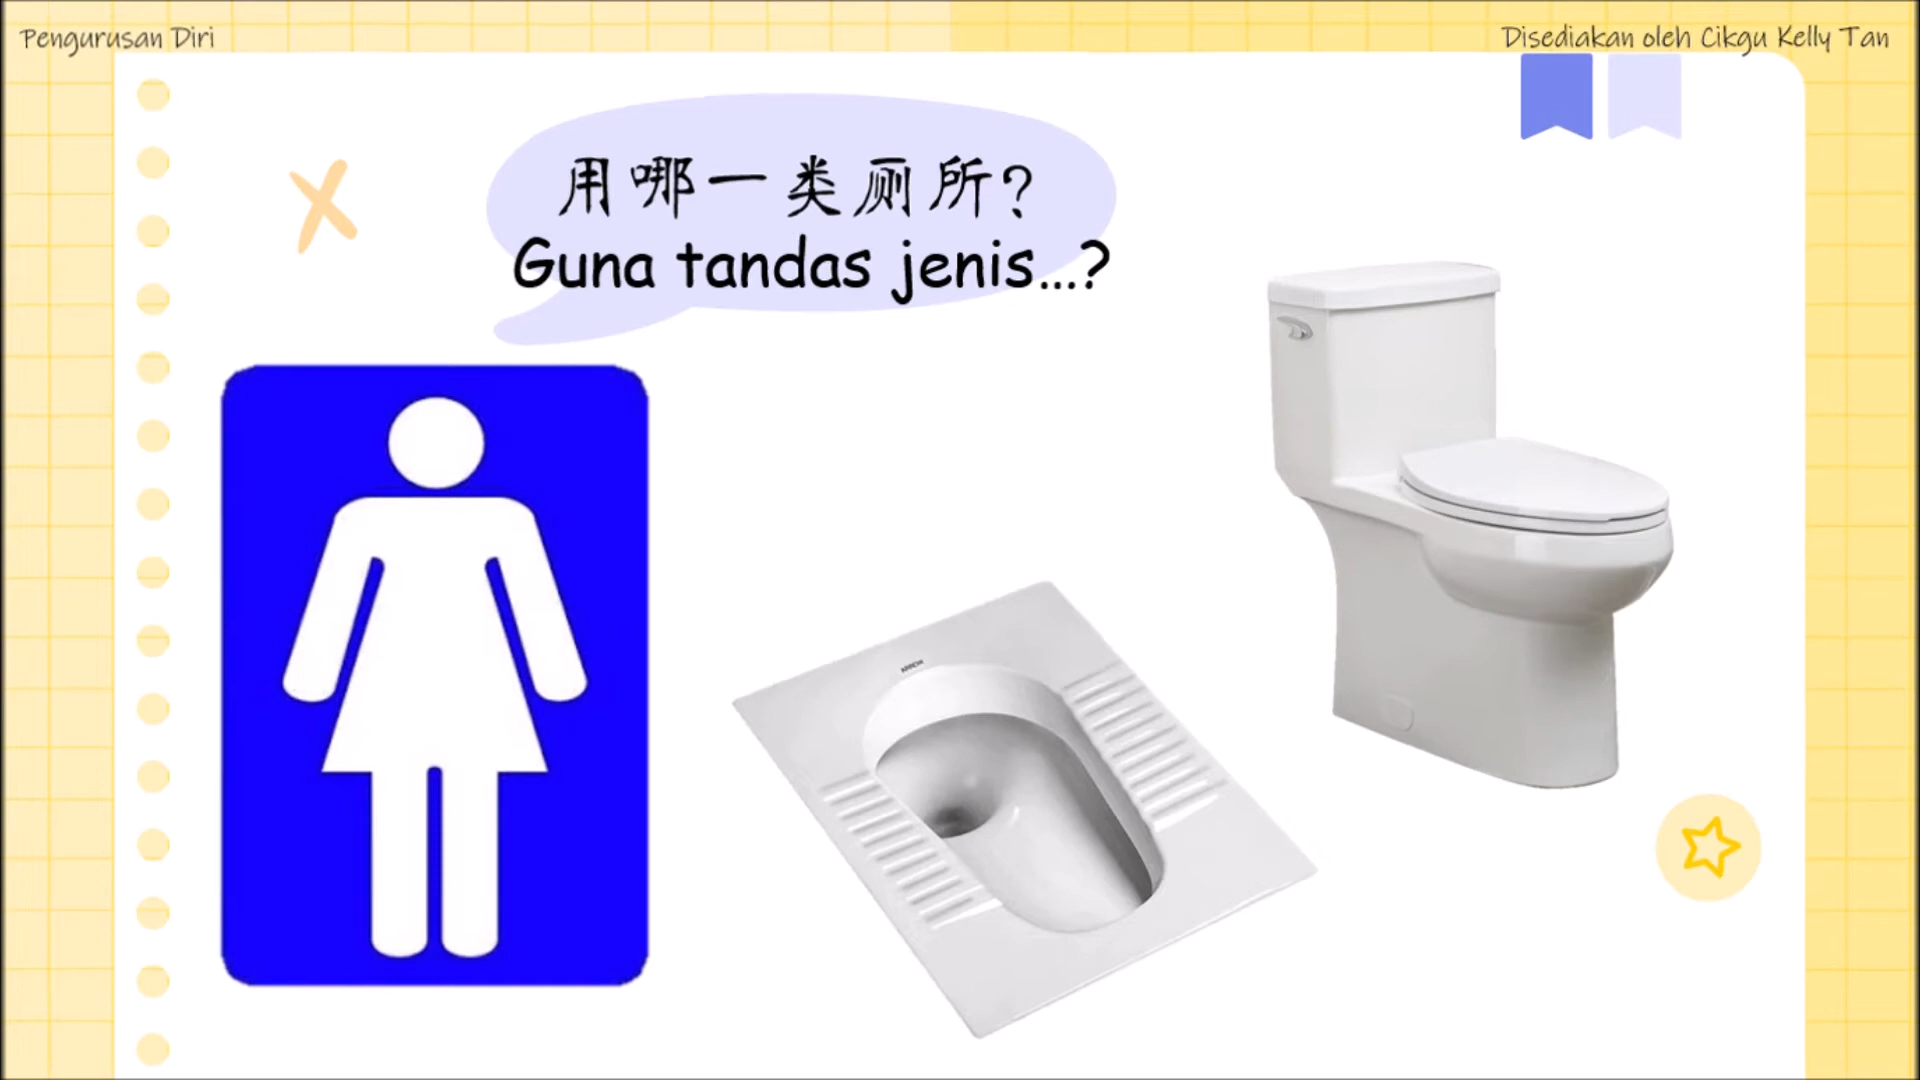 Pengurusan Diri
Disediakan oleh Cikgu Kelly Tan
用哪一类厕所?
Guna tandas jenis...?